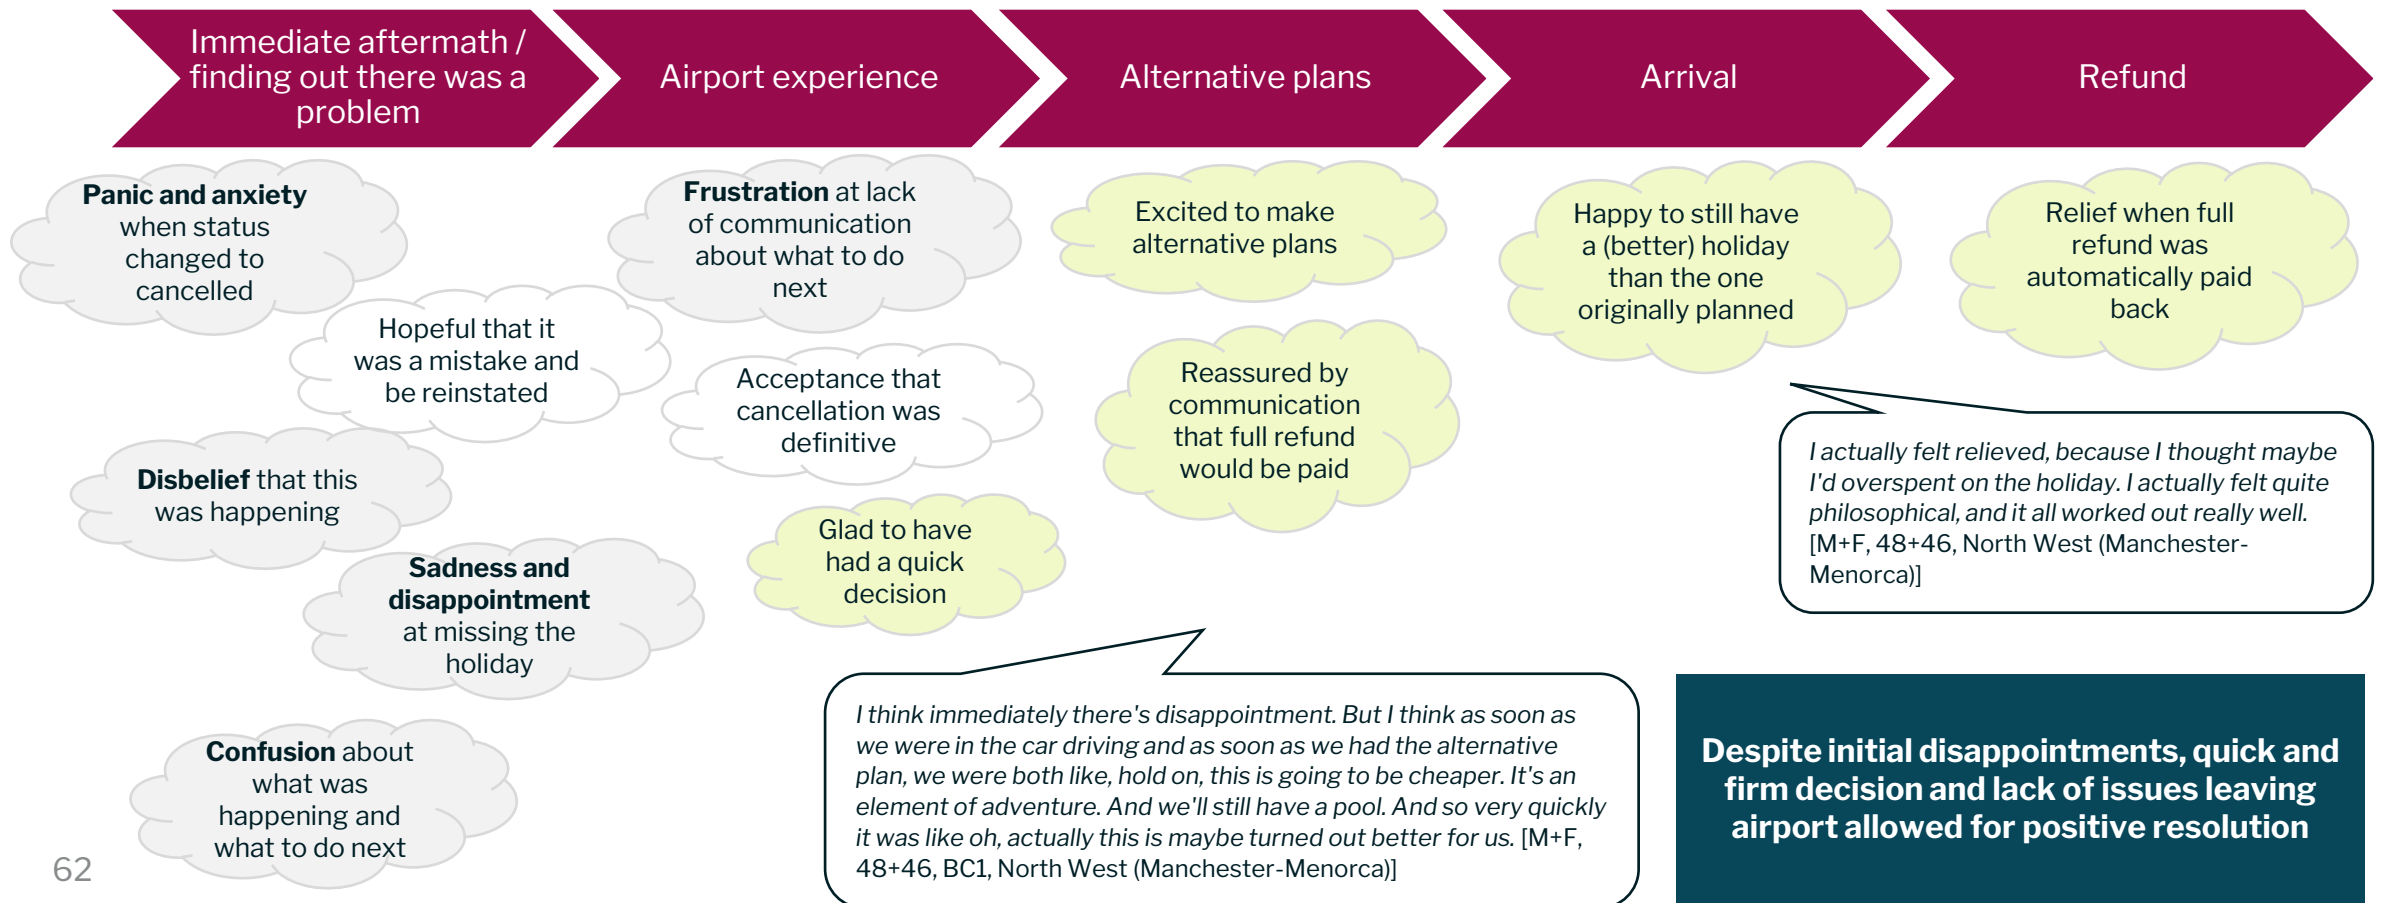 Immediate aftermath /
finding out there was a
problem
Airport experience
Alternative plans
Arrival
Refund
Panic and anxiety
when status
changed to
cancelled
Hopeful that it
was a mistake and
be reinstated
Disbelief that this
was happening
Sadness and
disappointment
at missing the
holiday
Confusion about
what was
happening and
what to do next
Frustration at lack
of communication
about what to do
next
Acceptance that
cancellation was
definitive
Glad to have
had a quick
decision
Excited to make
alternative plans
Reassured by
communication
that full refund
would be paid
Happy to still have
a (better) holiday
than the one
originally planned
Relief when full
refund was
automatically paid
back
I actually felt relieved, because I thought maybe
I'd overspent on the holiday. I actually felt quite
philosophical, and it all worked out really well.
[M+F, 48+46, North West (Manchester-
Menorca)]
I think immediately there's disappointment. But I think as soon as
we were in the car driving and as soon as we had the alternative
plan, we were both like, hold on, this is going to be cheaper. It's an
element of adventure. And we'll still have a pool. And so very quickly
it was like oh, actually this is maybe turned out better for us. [M+F,
48+46, BC1, North West (Manchester-Menorca)]
Despite initial disappointments, quick and
firm decision and lack of issues leaving
airport allowed for positive resolution
62